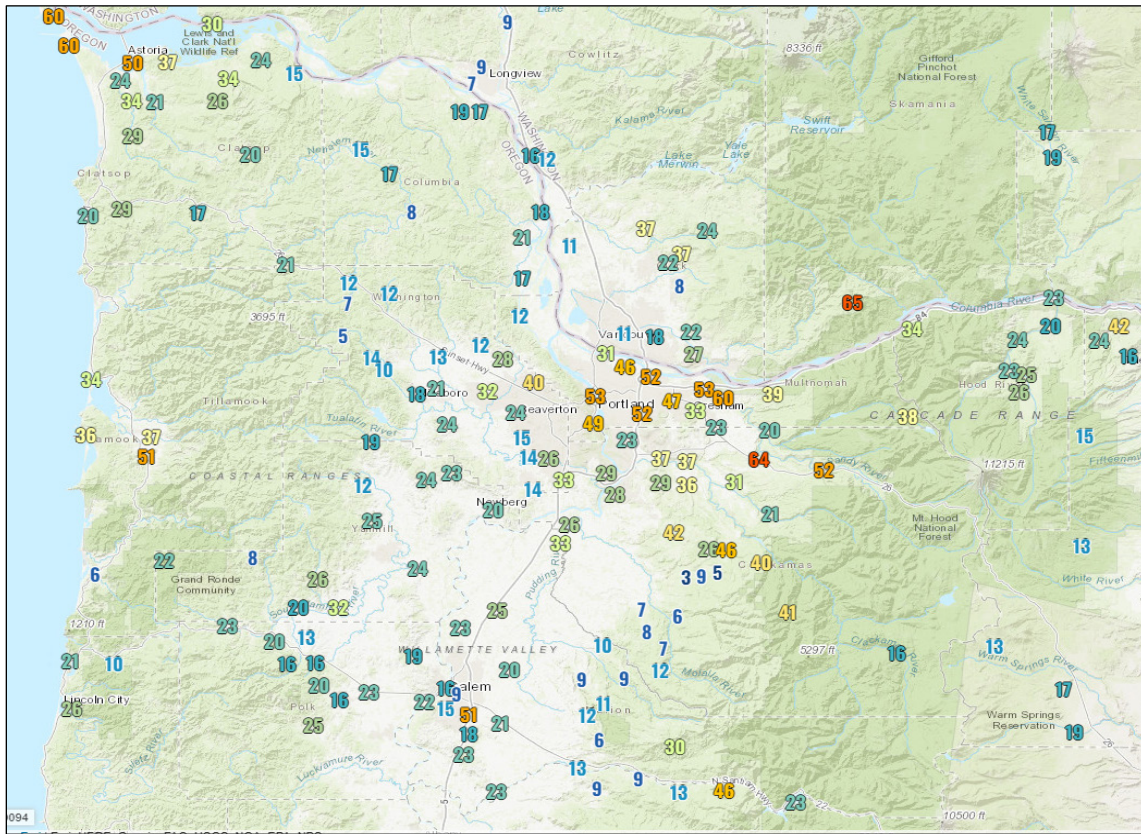 60
WASHINGTON
OREGON
60
30
Lewis and
Clark Nat'l
Wildlife Ref
Astoria
50
37
24
24
34
15
34
21
26
29
20
Clatsop
Clatsop
Nehalem
15
17
Columbia
8
20
29
17
21
9
Lake
Cowlitz
8336 ft
Gifford
Pinchot
National Forest
Skamania
9
Longview
7
19
17
WASHINGTON
OREGON
Kalama River
Swift
Reservoir
Yale
Lake
Lake
Merwin
White Salmon River
17
19
16
12
18
21
11
37
24
37
22
8
17
12
12
12
7
Washington
3695 ft
5
65
Columbia River
84
23
34
20
42
24
24
16
11
18
22
27
Vancouver
12
28
Sunset Hwy
14
10
13
31
46
52
53
60
39
Multnomah
Hood River
23
25
26
34
Tillamook
18
21
Hillsboro
32
40
53
Portland
47
33
Gresham
52
24
Beaverton
49
23
23
20
38
CASCADE RANGE
15
36
37
51
Tualatin River
19
24
15
14
26
37
37
64
52
Sandy River
26
11215 ft
Fifteenmile
COASTAL RANGES
24
23
29
33
28
29
36
31
12
14
Newberg
20
21
Mt. Hood
National
Forest
25
Yamhill
26
33
42
26
46
40
Clackamas
13
White River
22
8
6
Grand Ronde
Community
26
24
Pudding River
3
9
5
1210 ft
20
South Yamhill River
32
25
7
6
41
23
20
13
23
8
7
10
5297 ft
Clackamas River
16
13
Warm Springs River
21
10
16
16
19
WILLAMETTE VALLEY
12
Molalla River
20
20
9
9
17
Lincoln City
26
16
23
22
16
Salem
9
15
51
11
12
Marion
Warm Springs
Reservation
19
Polk
25
18
21
6
30
Siletz River
23
Luckiamute River
13
9
9
13
N Santiam Hwy
46
23
26
5
23
10500 ft
0094